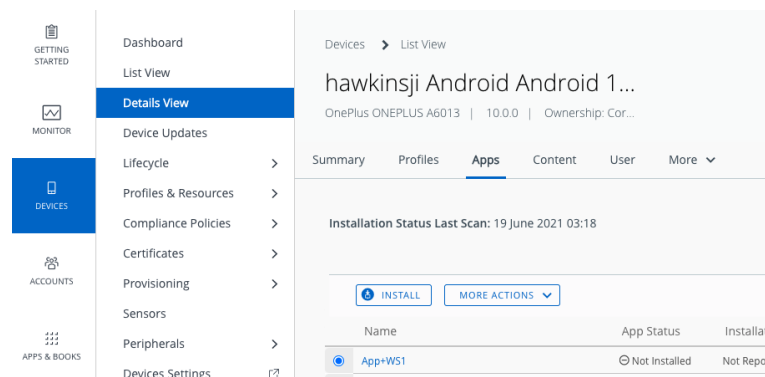 GETTING
STARTED
MONITOR
DEVICES
ACCOUNTS
APPS & BOOKS
Dashboard
List View
Details View
Device Updates
Lifecycle
Profiles & Resources
Compliance Policies
Certificates
Provisioning
Sensors
Peripherals
Devices Settings
Devices > List View
hawkinsji Android Android 1...
OnePlus ONEPLUS A6013 | 10.0.0 | Ownership: Cor...
Summary Profiles Apps Content User More
Installation Status Last Scan: 19 June 2021 03:18
INSTALL MORE ACTIONS
Name App Status Installa
App+WS1 Not Installed Not Repo